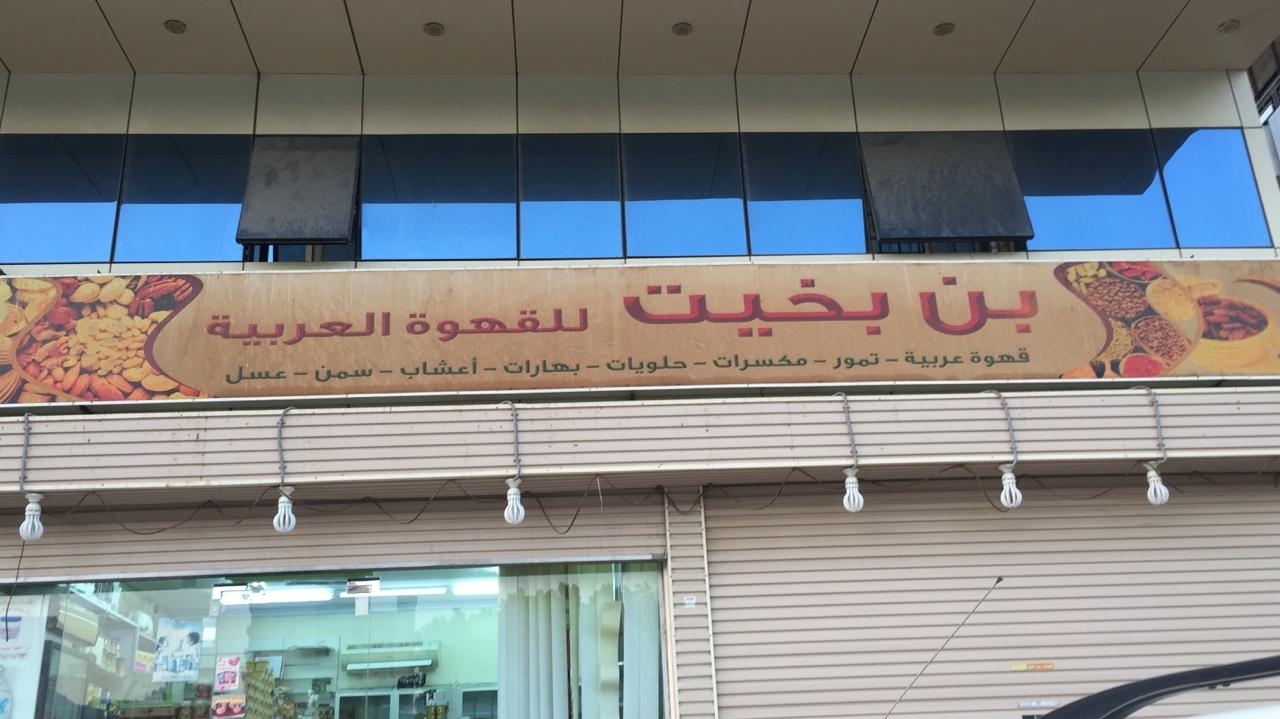 بن بخيت للقهوة العربية
قهوة عربية – تمور – مكسرات – حلويات – بهارات – أعشاب – سمن – عسل